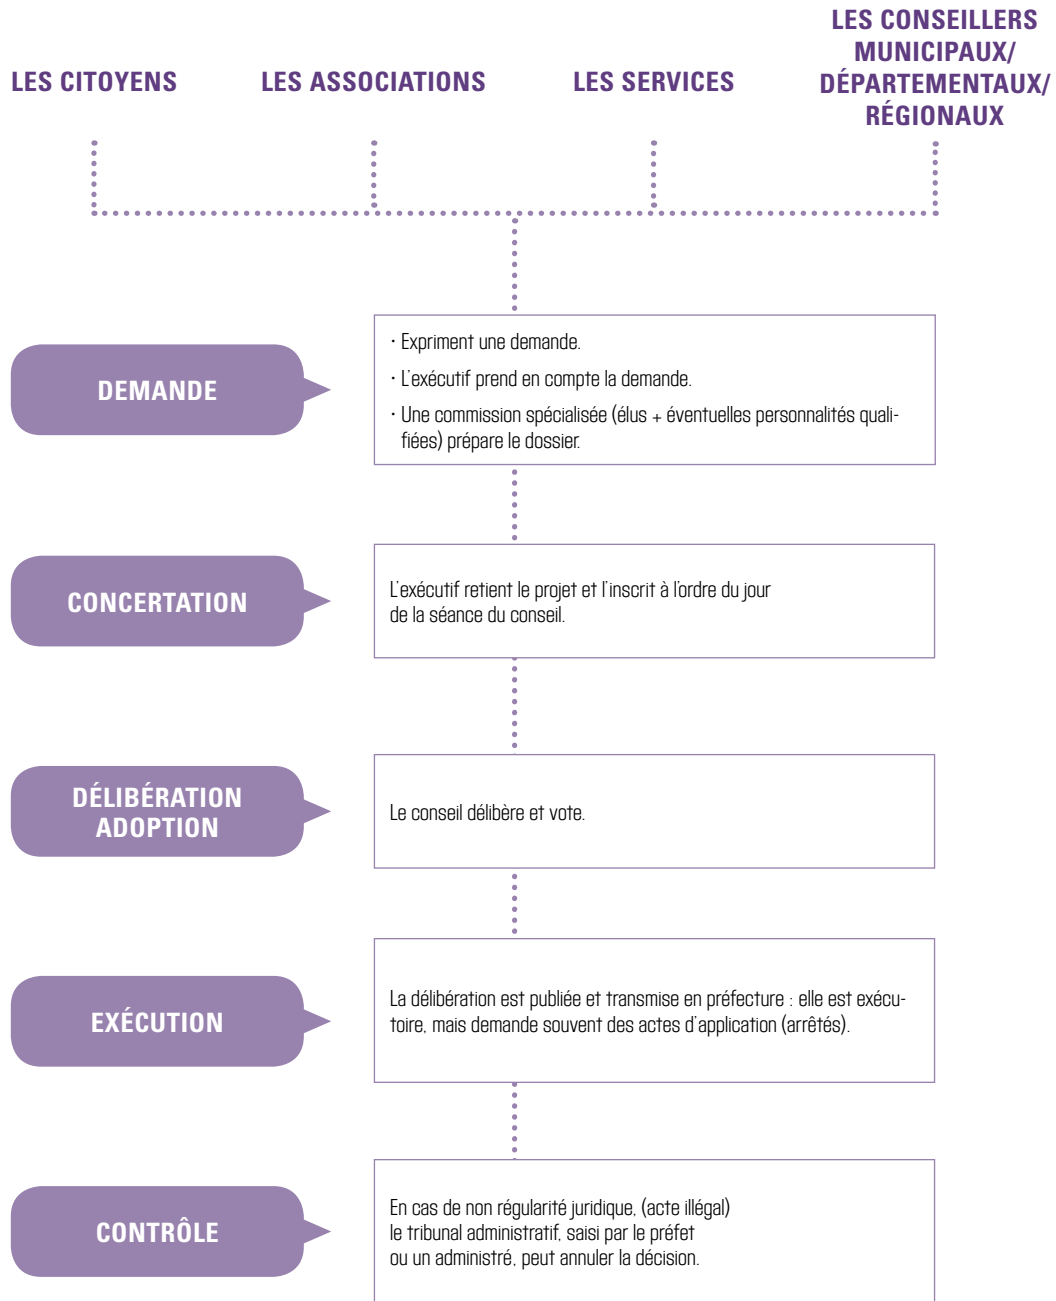 LES CITOYENS
LES ASSOCIATIONS
LES SERVICES
LES CONSEILLERS
MUNICIPAUX/
DÉPARTEMENTAUX/
RÉGIONAUX
DEMANDE
· Expriment une demande.
· L'exécutif prend en compte la demande.
· Une commission spécialisée (élus + éventuelles personnalités quali-
fiées) prépare le dossier.
CONCERTATION
L'exécutif retient le projet et l'inscrit à l'ordre du jour
de la séance du conseil.
DÉLIBÉRATION
ADOPTION
Le conseil délibère et vote.
EXÉCUTION
La délibération est publiée et transmise en préfecture : elle est exécu-
toire, mais demande souvent des actes d'application (arrêtés).
CONTRÔLE
En cas de non régularité juridique, (acte illégal)
le tribunal administratif, saisi par le préfet
ou un administré, peut annuler la décision.